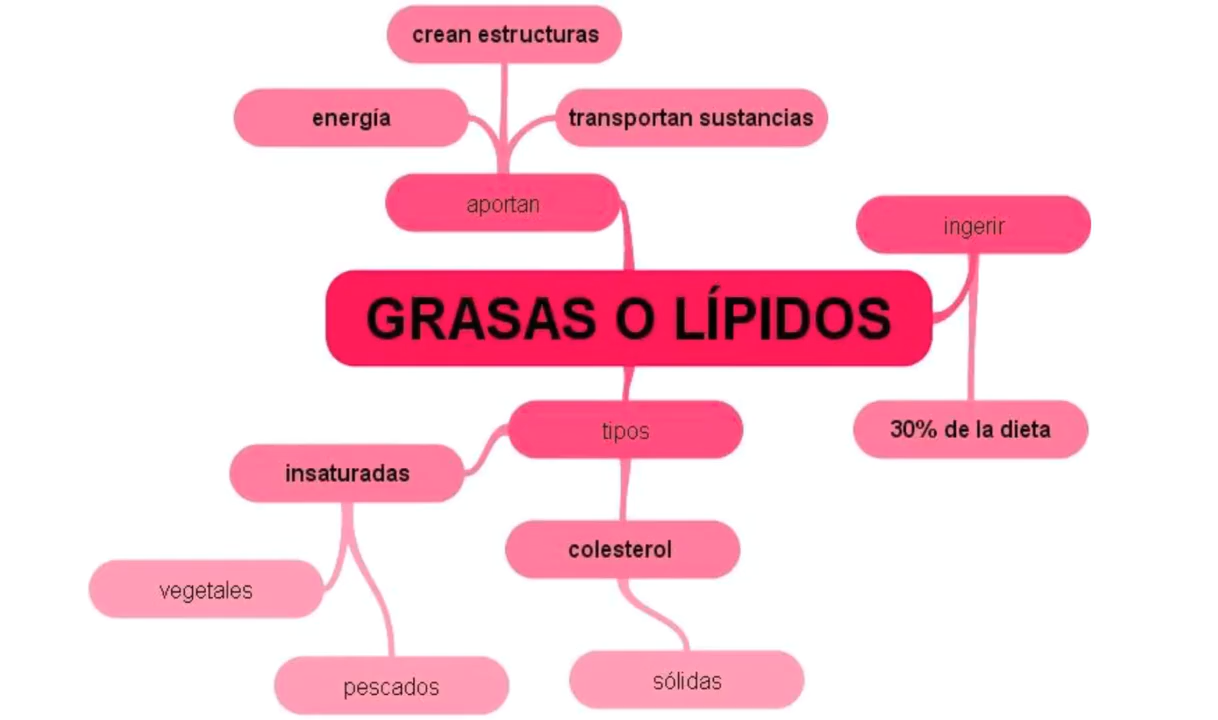 crean estructuras
energía
transportan sustancias
aportan
ingerir
GRASAS O LÍPIDOS
tipos
30% de la dieta
insaturadas
colesterol
vegetales
pescados
sólidas